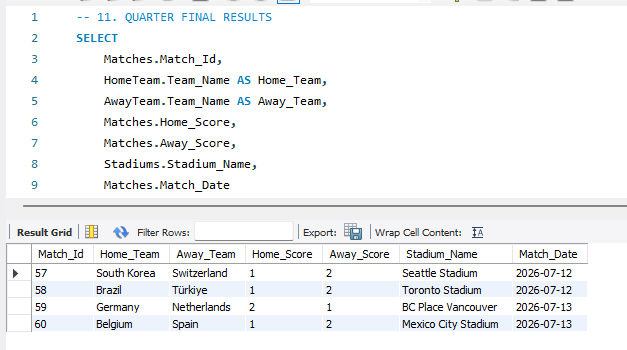 1 -- 11. QUARTER FINAL RESULTS
2 SELECT
3 Matches.Match_Id,
4 HomeTeam.Team_Name AS Home_Team,
5 AwayTeam.Team_Name AS Away_Team,
6 Matches.Home_Score,
7 Matches.Away_Score,
8 Stadiums.Stadium_Name,
9 Matches.Match_Date
Result Grid Filter Rows: Export: Wrap Cell Content:
Match_Id Home_Team Away_Team Home_Score Away_Score Stadium_Name Match_Date
57 South Korea Switzerland 1 2 Seattle Stadium 2026-07-12
58 Brazil Türkiye 1 2 Toronto Stadium 2026-07-12
59 Germany Netherlands 2 1 BC Place Vancouver 2026-07-13
60 Belgium Spain 1 2 Mexico City Stadium 2026-07-13